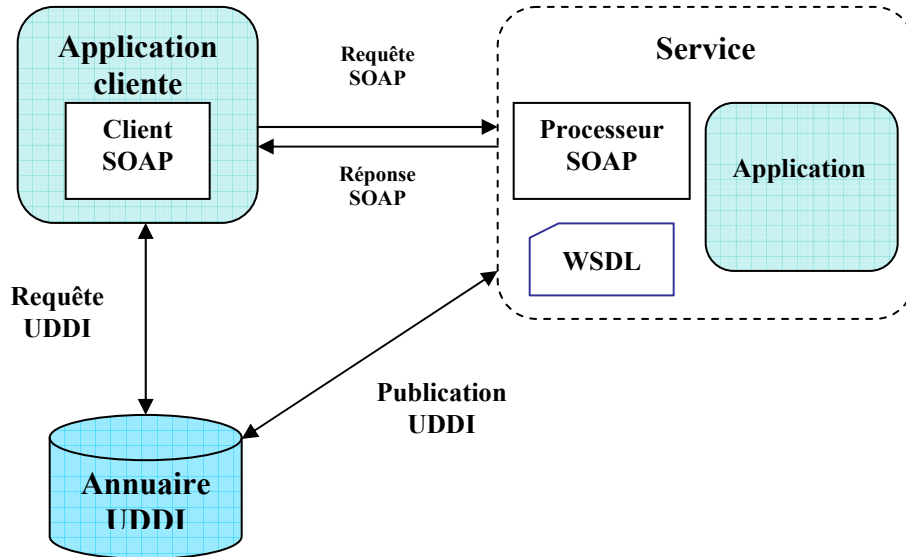 Application
cliente
Client
SOAP
Requête
SOAP
Réponse
SOAP
Service
Processeur
SOAP
Application
WSDL
Requête
UDDI
Publication
UDDI
Annuaire
UDDI